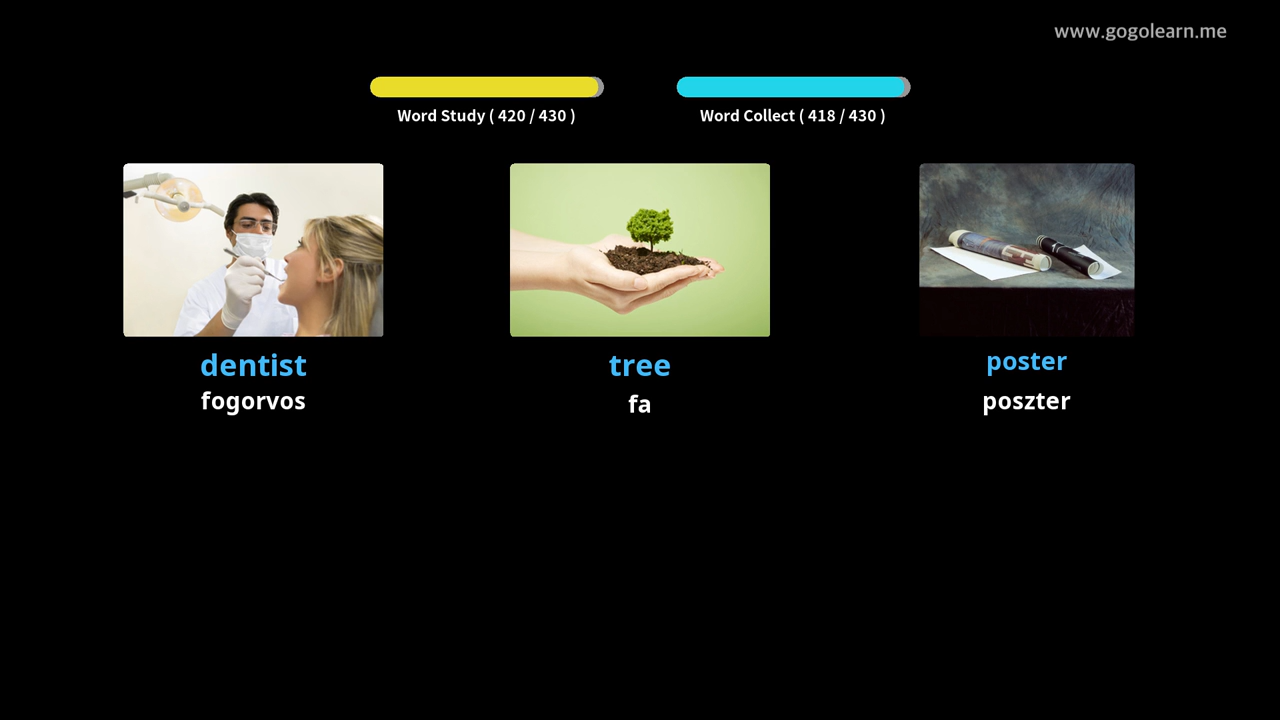 www.gogolearn.me
Word Study ( 420 / 430 )
Word Collect ( 418 / 430 )
dentist
fogorvos
tree
fa
poster
poszter